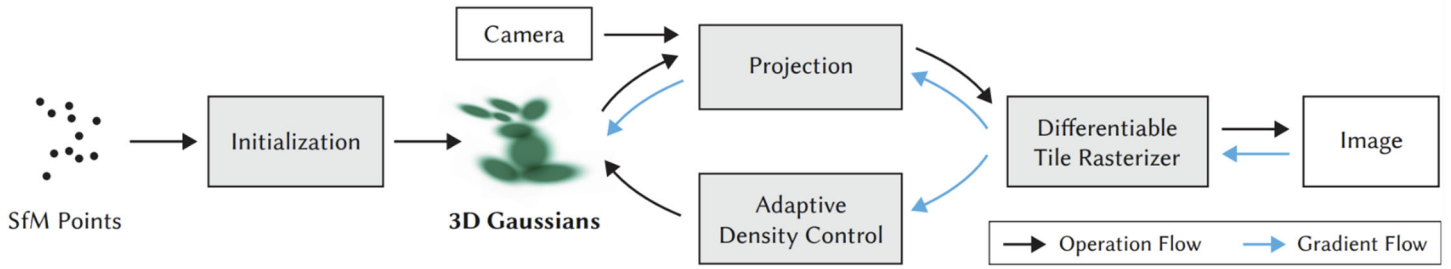 Camera
Projection
SfM Points
Initialization
3D Gaussians
Adaptive
Density Control
Differentiable
Tile Rasterizer
Image
Operation Flow
Gradient Flow